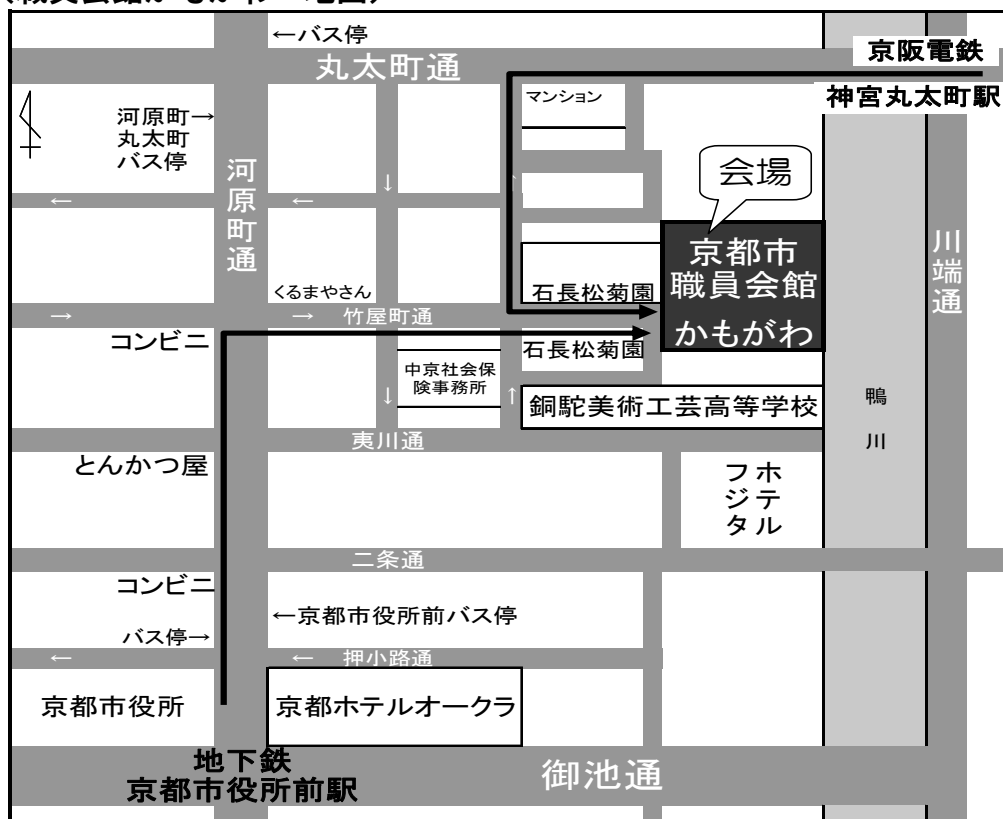 ←バス停
丸太町通
京阪電鉄
神宮丸太町駅
マンション
河原町→
丸太町
バス停
河原町通
会場
↓
↑
←
←
京都市
職員会館
かもがわ
川端通
くるまやさん
石長松菊園
→
→
竹屋町通
コンビニ
石長松菊園
中京社会保
険事務所
↓
↑
銅駝美術工芸高等学校
鴨川
夷川通
とんかつ屋
ホテル
フジタ
二条通
コンビニ
←京都市役所前バス停
バス停→
←
←
押小路通
京都市役所
京都ホテルオークラ
地下鉄
京都市役所前駅
御池通